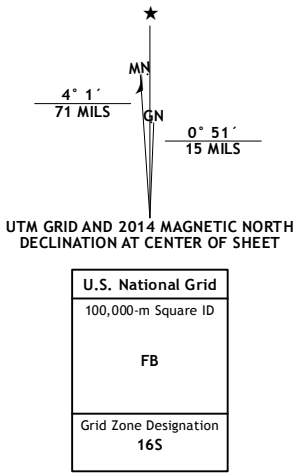 ★
MN
4° 1´
71 MILS
GN
0° 51´
15 MILS
UTM GRID AND 2014 MAGNETIC NORTH
DECLINATION AT CENTER OF SHEET
U.S. National Grid
100,000-m Square ID
FB
Grid Zone Designation
16S